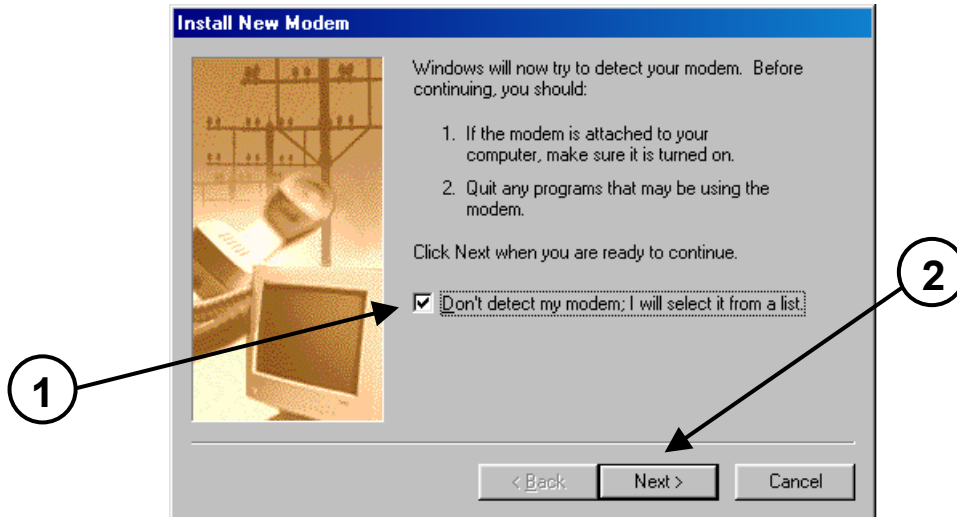 Install New Modem
Windows will now try to detect your modem. Before
continuing, you should:
1. If the modem is attached to your
computer, make sure it is turned on.
2. Quit any programs that may be using the
modem.
Click Next when you are ready to continue.
2
Don't detect my modem; I will select it from a list.
1
< Back
Next >
Cancel